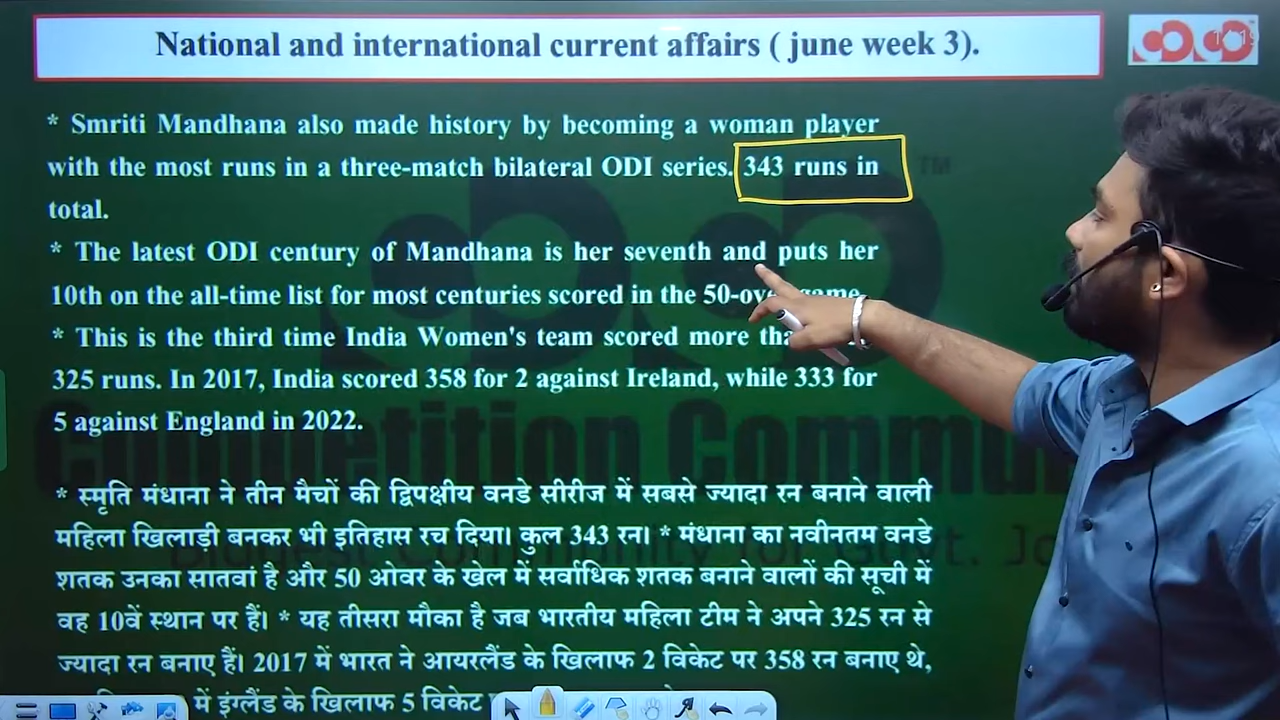 National and international current affairs ( june week 3).
* Smriti Mandhana also made history by becoming a woman player
with the most runs in a three-match bilateral ODI series. 343 runs in
total.
* The latest ODI century of Mandhana is her seventh and puts her
10th on the all-time list for most centuries scored in the
* This is the third time India Women's team scored more
325 runs. In 2017, India scored 358 for 2 against Ireland, while 333 for
5 against England in 2022.
* स्मृति मंधाना ने तीन मैचों की द्विपक्षीय वनडे सीरीज में सबसे ज्यादा रन बनाने वाली
महिला खिलाड़ी बनकर भी इतिहास रच दिया। कुल 343 रन। * मंधाना का नवीनतम वनडे
शतक उनका सातवां है और 50 ओवर के खेल में सर्वाधिक शतक बनाने वालों की सूची में
वह 10वें स्थान पर हैं। * यह तीसरा मौका है जब भारतीय महिला टीम ने अपने 325 रन से
ज्यादा रन बनाए हैं। 2017 में भारत ने आयरलैंड के खिलाफ 2 विकेट पर 358 रन बनाए थे,
में इंग्लैंड के खिलाफ 5 विकेट